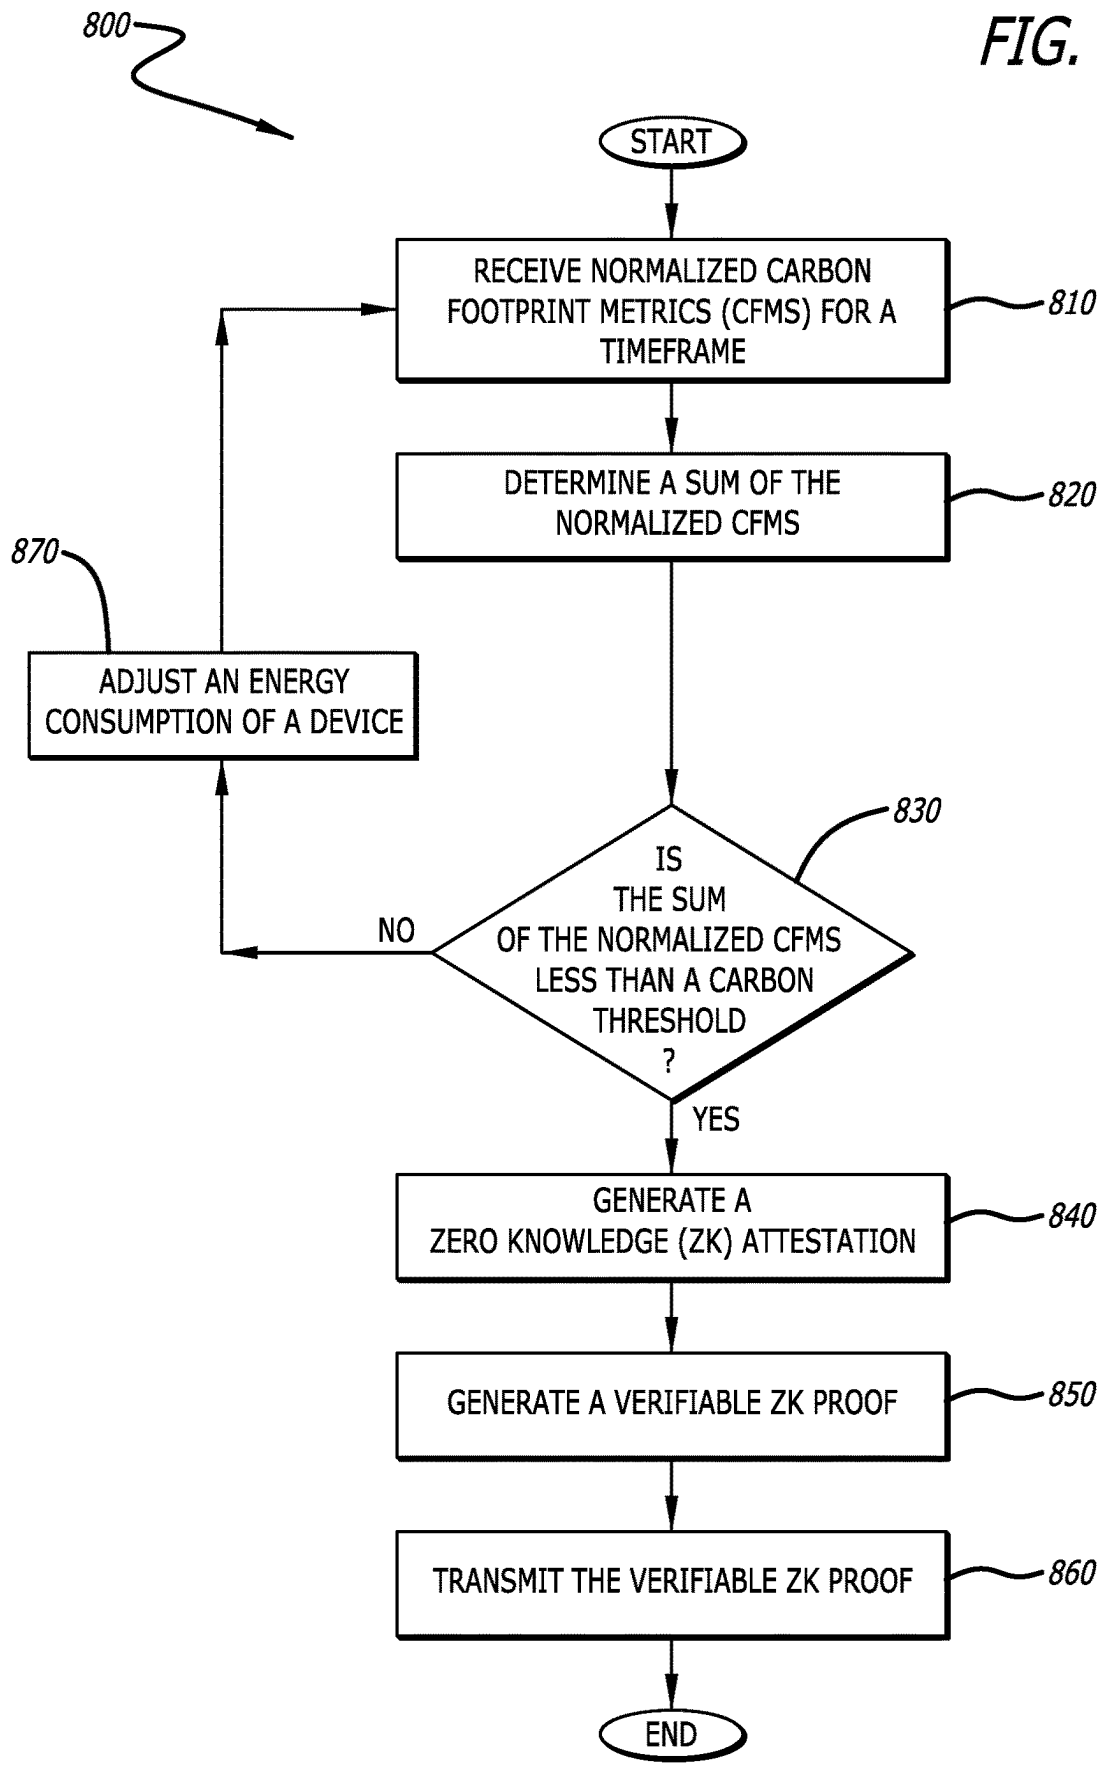 800
FIG.
START
RECEIVE NORMALIZED CARBON
FOOTPRINT METRICS (CFMS) FOR A
TIMEFRAME
810
DETERMINE A SUM OF THE
NORMALIZED CFMS
820
870
ADJUST AN ENERGY
CONSUMPTION OF A DEVICE
830
IS
THE SUM
OF THE NORMALIZED CFMS
LESS THAN A CARBON
THRESHOLD
?
NO
YES
GENERATE A
ZERO KNOWLEDGE (ZK) ATTESTATION
840
GENERATE A VERIFIABLE ZK PROOF
850
TRANSMIT THE VERIFIABLE ZK PROOF
860
END